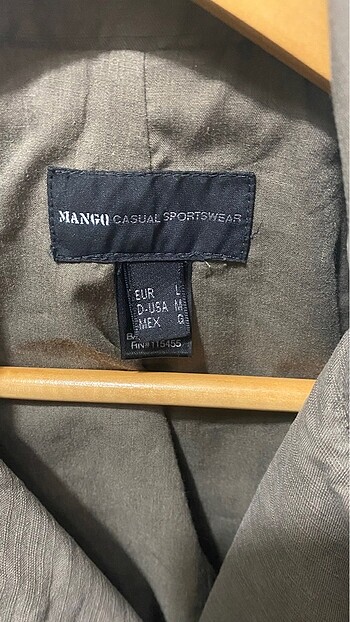 MANGO CASUAL SPORTSWEAR
EUR L
D-USA M
MEX G
RN#115455